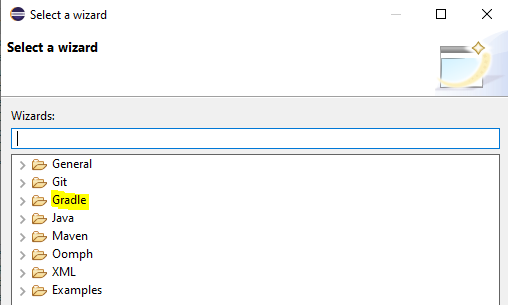 Select a wizard
Select a wizard
Wizards:
General
Git
Gradle
Java
Maven
Oomph
XML
Examples